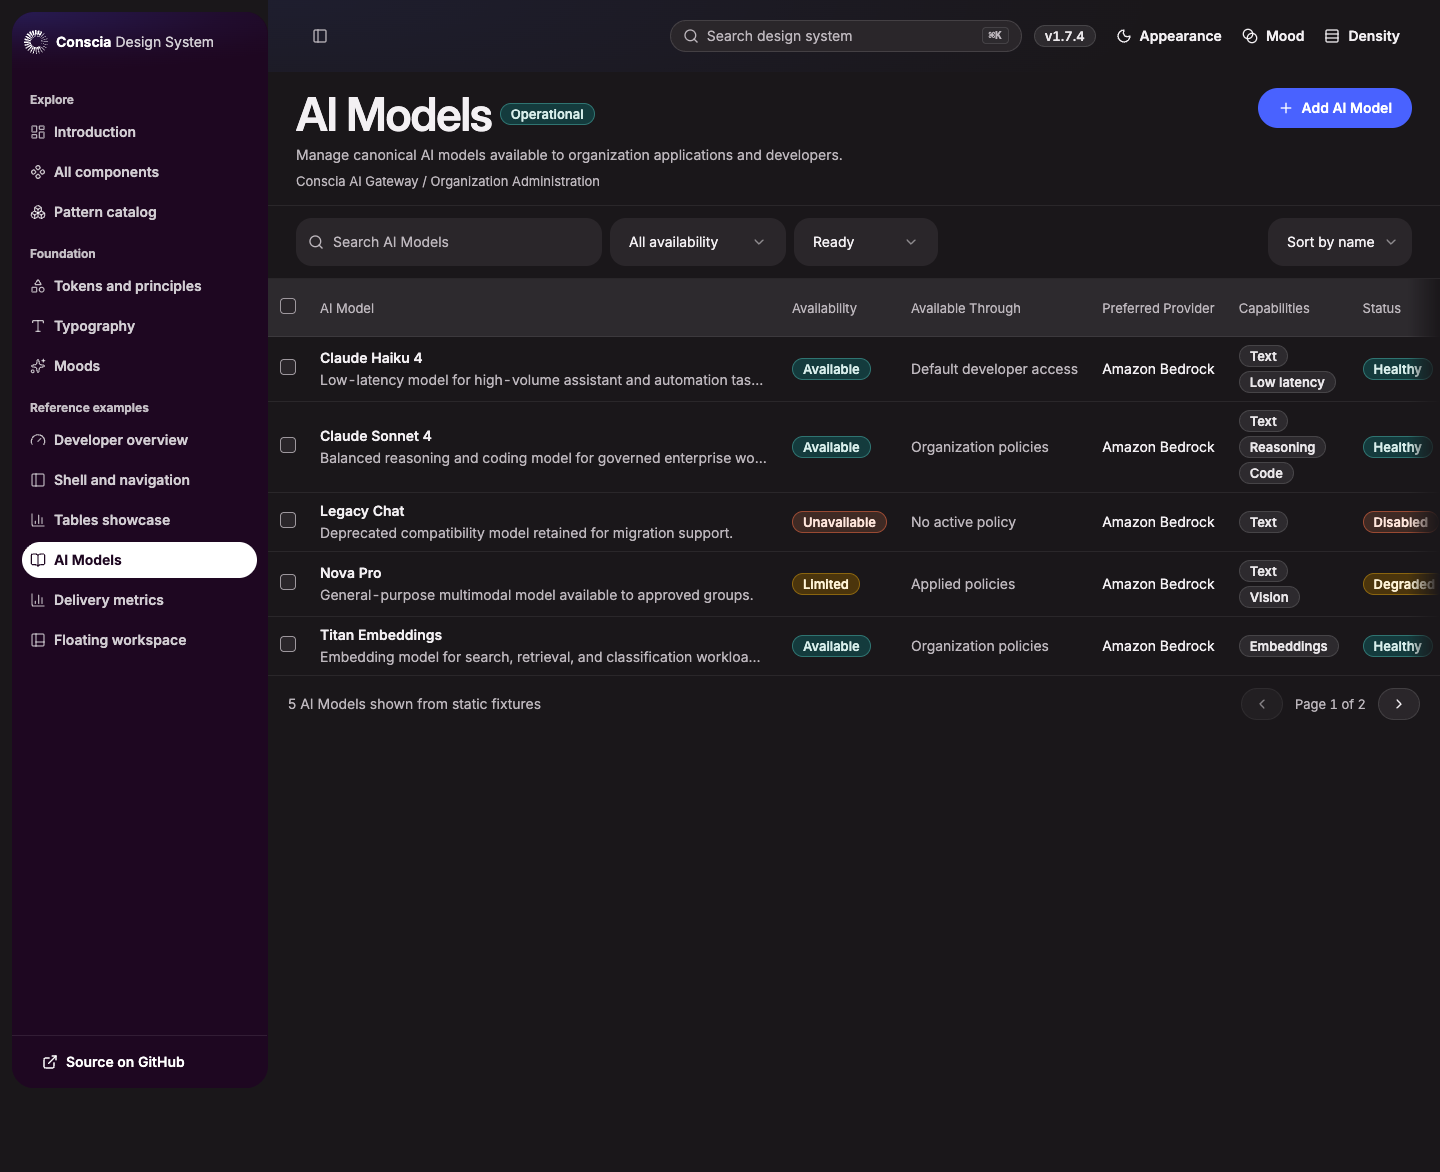 Conscia Design System
Explore
Introduction
All components
Pattern catalog
Foundation
Tokens and principles
Typography
Moods
Reference examples
Developer overview
Shell and navigation
Tables showcase
AI Models
Delivery metrics
Floating workspace
Source on GitHub
Search design system ⌘K v1.7.4 Appearance Mood Density
AI Models Operational
Add AI Model
Manage canonical AI models available to organization applications and developers.
Conscia AI Gateway / Organization Administration
Search AI Models All availability Ready Sort by name
AI Model Availability Available Through Preferred Provider Capabilities Status
Claude Haiku 4
Low-latency model for high-volume assistant and automation tas...
Available Default developer access Amazon Bedrock
Text
Low latency
Healthy
Claude Sonnet 4
Balanced reasoning and coding model for governed enterprise wo...
Available Organization policies Amazon Bedrock
Text
Reasoning
Code
Healthy
Legacy Chat
Deprecated compatibility model retained for migration support.
Unavailable No active policy Amazon Bedrock Text Disabled
Nova Pro
General-purpose multimodal model available to approved groups.
Limited Applied policies Amazon Bedrock
Text
Vision
Degraded
Titan Embeddings
Embedding model for search, retrieval, and classification workloa...
Available Organization policies Amazon Bedrock Embeddings Healthy
5 AI Models shown from static fixtures
Page 1 of 2